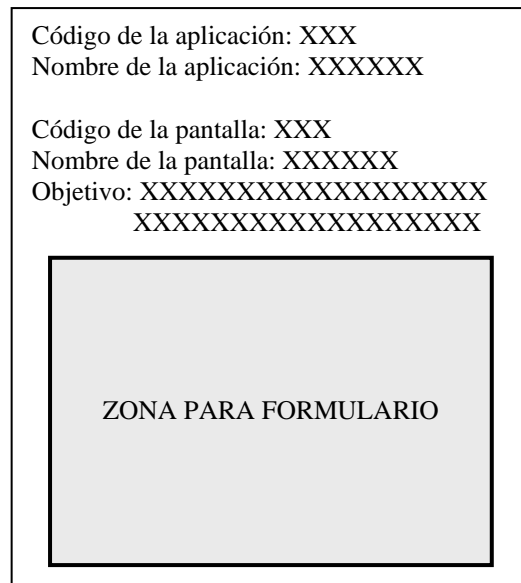 Código de la aplicación: XXX
Nombre de la aplicación: XXXXXX
Código de la pantalla: XXX
Nombre de la pantalla: XXXXXX
Objetivo: XXXXXXXXXXXXXXXXXX
XXXXXXXXXXXXXXXXXX
ZONA PARA FORMULARIO